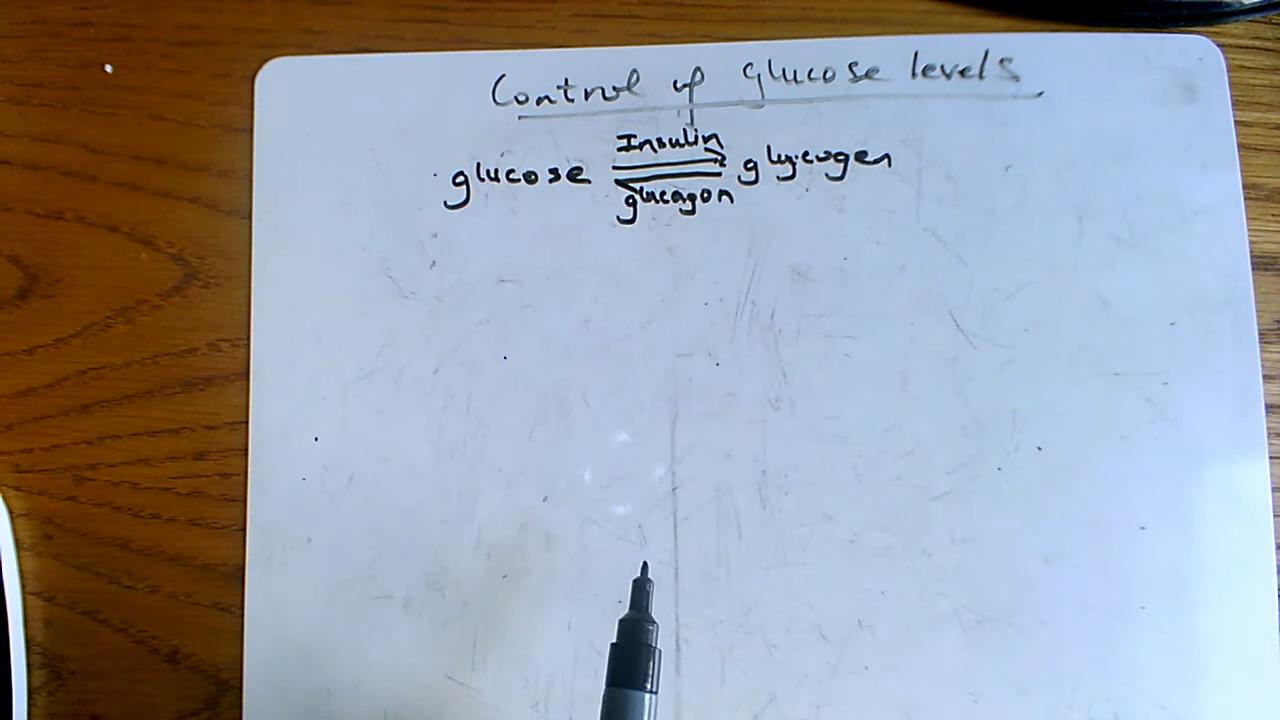 Control of glucose levels
Insulin
glucose ⇌ glycogen
glucagon